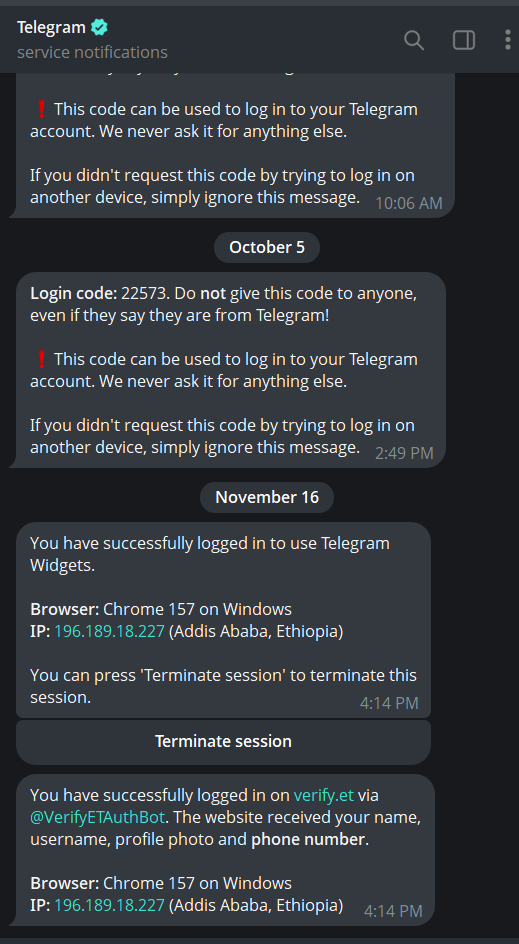 Telegram
service notifications
❗ This code can be used to log in to your Telegram
account. We never ask it for anything else.
If you didn't request this code by trying to log in on
another device, simply ignore this message. 10:06 AM
October 5
Login code: 22573. Do not give this code to anyone,
even if they say they are from Telegram!
❗ This code can be used to log in to your Telegram
account. We never ask it for anything else.
If you didn't request this code by trying to log in on
another device, simply ignore this message. 2:49 PM
November 16
You have successfully logged in to use Telegram
Widgets.
Browser: Chrome 157 on Windows
IP: 196.189.18.227 (Addis Ababa, Ethiopia)
You can press 'Terminate session' to terminate this
session. 4:14 PM
Terminate session
You have successfully logged in on verify.et via
@VerifyETAuthBot. The website received your name,
username, profile photo and phone number.
Browser: Chrome 157 on Windows
IP: 196.189.18.227 (Addis Ababa, Ethiopia) 4:14 PM